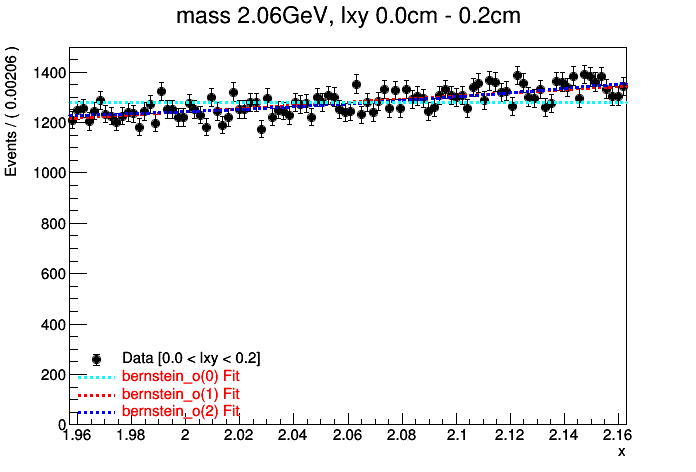 mass 2.06GeV, lxy 0.0cm - 0.2cm
Events / ( 0.00206 )
1400
1200
1000
800
600
400
200
0
Data [0.0 < lxy < 0.2]
bernstein_o(0) Fit
bernstein_o(1) Fit
bernstein_o(2) Fit
1.96 1.98 2 2.02 2.04 2.06 2.08 2.1 2.12 2.14 2.16
x